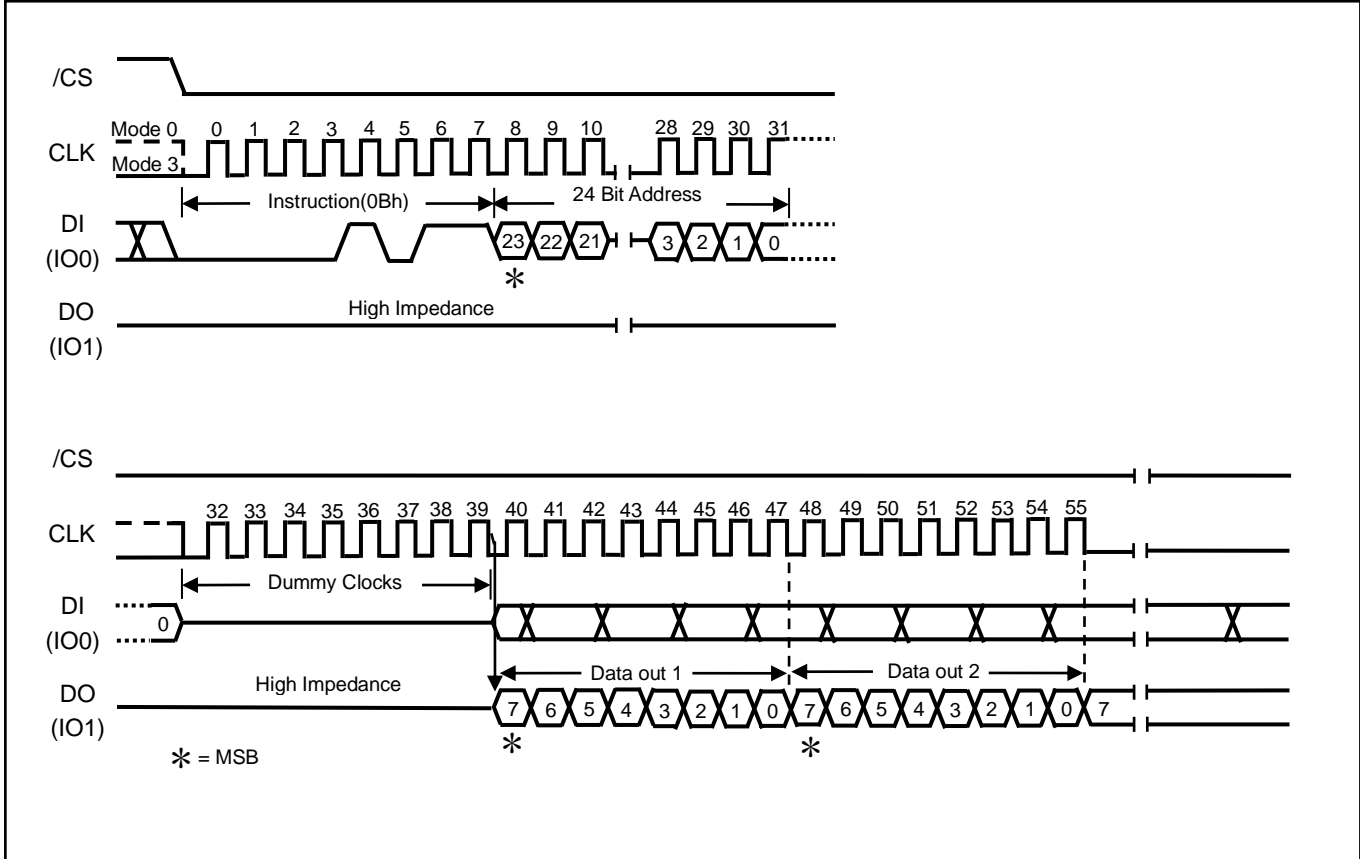 /CS
Mode 0 0 1 2 3 4 5 6 7 8 9 10 28 29 30 31
CLK
Mode 3
Instruction(0Bh) 24 Bit Address
DI
(IO0)
23 22 21 3 2 1 0
*
DO
(IO1)
High Impedance
/CS
32 33 34 35 36 37 38 39 40 41 42 43 44 45 46 47 48 49 50 51 52 53 54 55
CLK
Dummy Clocks
DI
(IO0)
0
Data out 1 Data out 2
High Impedance
DO
(IO1)
7 6 5 4 3 2 1 0 7 6 5 4 3 2 1 0 7
* *
* = MSB